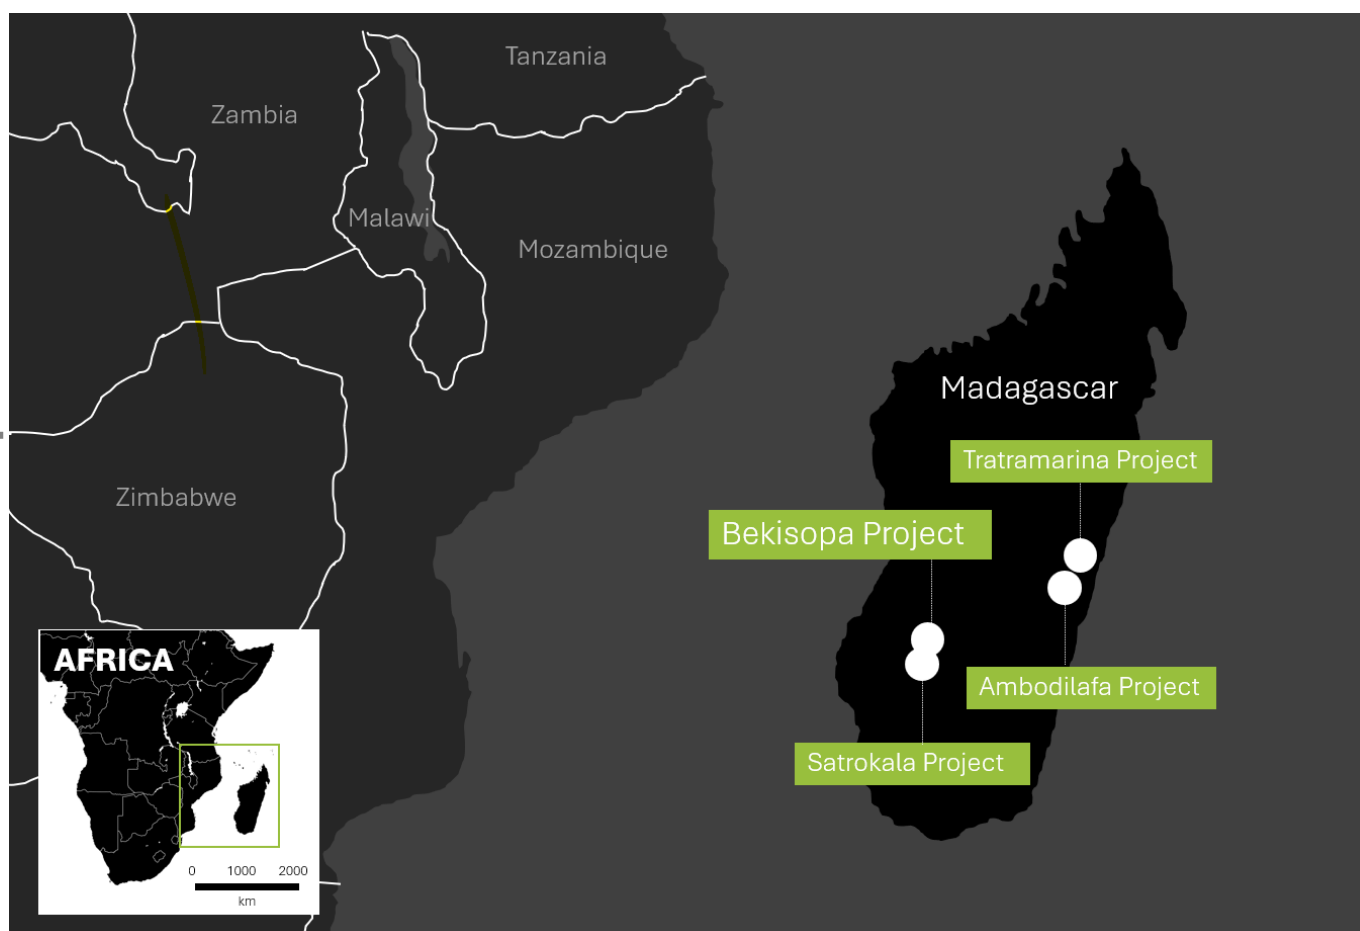 Tanzania
Zambia
Malawi
Mozambique
Madagascar
Tratramarina Project
Zimbabwe
Bekisopa Project
AFRICA
Ambodilafa Project
Satrokala Project
0 1000 2000
km